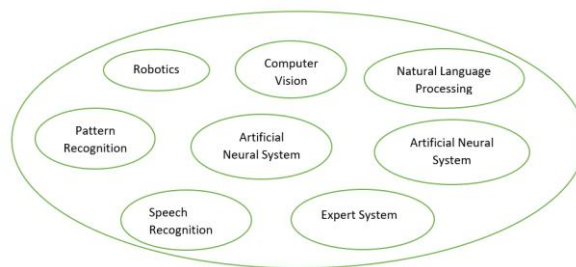 Robotics
Computer
Vision
Natural Language
Processing
Pattern
Recognition
Artificial
Neural System
Artificial Neural
System
Speech
Recognition
Expert System